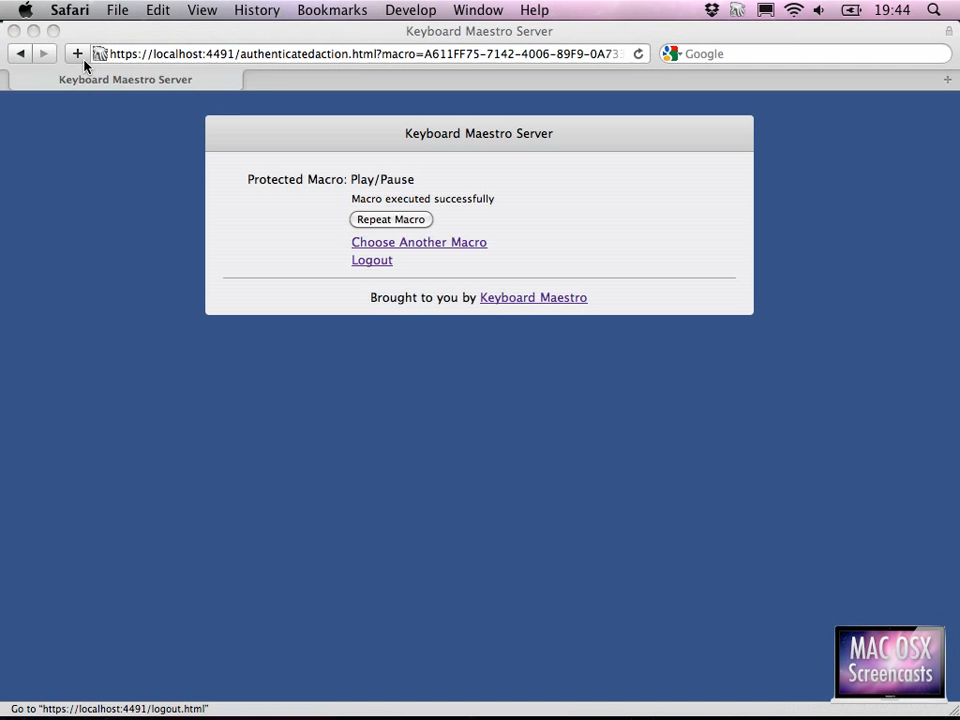 Safari File Edit View History Bookmarks Develop Window Help 19:44
Keyboard Maestro Server
https://localhost:4491/authenticatedaction.html?macro=A611FF75-7142-4006-89F9-0A73 Google
Keyboard Maestro Server
Keyboard Maestro Server
Protected Macro: Play/Pause
Macro executed successfully
Repeat Macro
Choose Another Macro
Logout
Brought to you by Keyboard Maestro
MAC OSX
Screencasts
Go to "https://localhost:4491/logout.html"